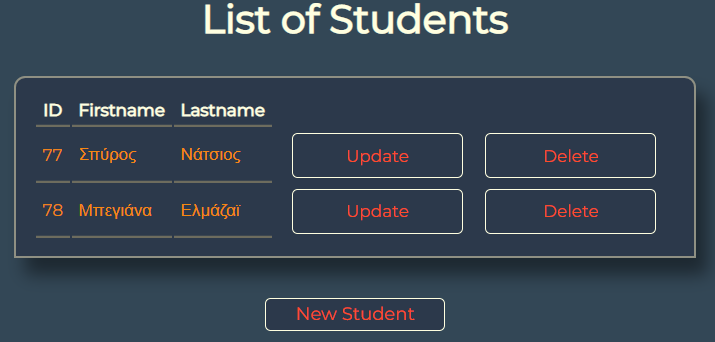 List of Students
ID Firstname Lastname
77 Σπύρος Νάτσιος Update Delete
78 Μπεγιάνα Ελμάζαϊ Update Delete
New Student